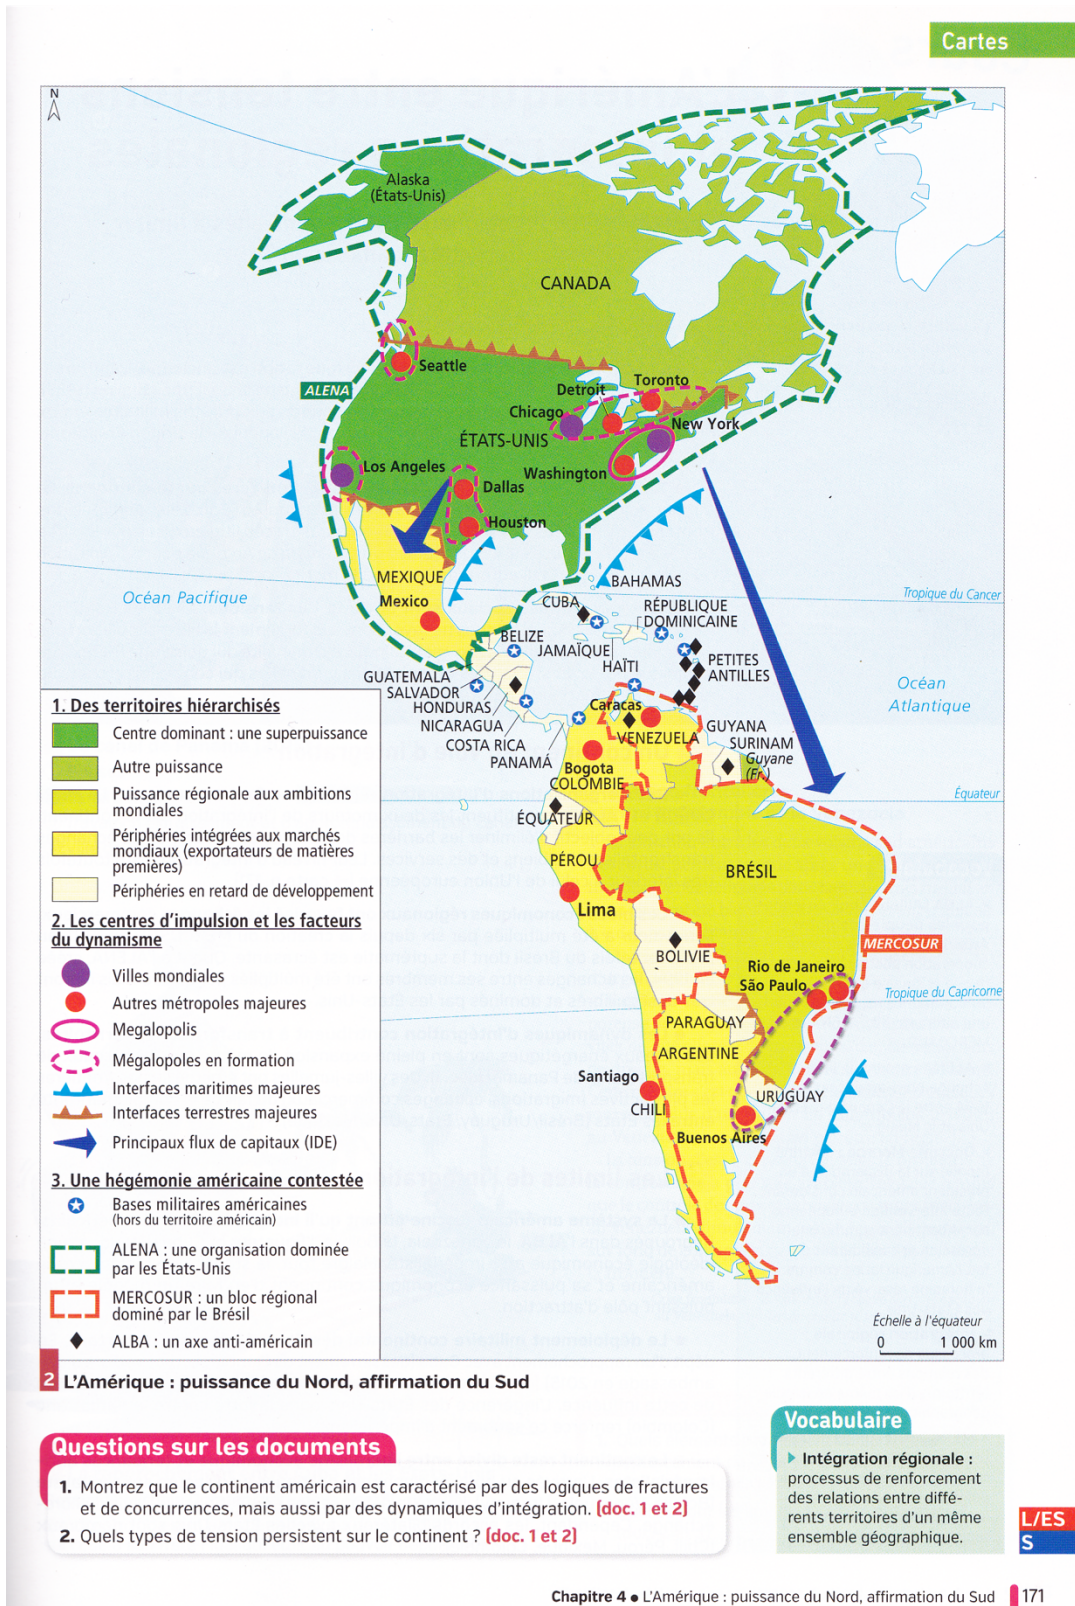 Cartes
N
Alaska
(États-Unis)
CANADA
Seattle
ALENA
Detroit
Toronto
Chicago
New York
ÉTATS-UNIS
Los Angeles
Washington
Dallas
Houston
MEXIQUE
Mexico
Océan Pacifique
BAHAMAS
Tropique du Cancer
CUBA
RÉPUBLIQUE
DOMINICAINE
BELIZE
JAMAÏQUE
HAÏTI
PETITES
ANTILLES
GUATEMALA
SALVADOR
HONDURAS
NICARAGUA
COSTA RICA
PANAMÁ
Océan
Atlantique
Caracas
VENEZUELA
GUYANA
SURINAM
Guyane
(Fr.)
Bogota
COLOMBIE
Équateur
ÉQUATEUR
PÉROU
BRÉSIL
Lima
BOLIVIE
MERCOSUR
Rio de Janeiro
São Paulo
Tropique du Capricorne
PARAGUAY
ARGENTINE
Santiago
CHILI
URUGUAY
Buenos Aires
1. Des territoires hiérarchisés
Centre dominant : une superpuissance
Autre puissance
Puissance régionale aux ambitions
mondiales
Périphéries intégrées aux marchés
mondiaux (exportateurs de matières
premières)
Périphéries en retard de développement
2. Les centres d'impulsion et les facteurs
du dynamisme
Villes mondiales
Autres métropoles majeures
Megalopolis
Mégalopoles en formation
Interfaces maritimes majeures
Interfaces terrestres majeures
Principaux flux de capitaux (IDE)
3. Une hégémonie américaine contestée
Bases militaires américaines
(hors du territoire américain)
ALENA : une organisation dominée
par les États-Unis
MERCOSUR : un bloc régional
dominé par le Brésil
ALBA : un axe anti-américain
Échelle à l'équateur
0 1 000 km
2 L'Amérique : puissance du Nord, affirmation du Sud
Questions sur les documents
1. Montrez que le continent américain est caractérisé par des logiques de fractures
et de concurrences, mais aussi par des dynamiques d'intégration. (doc. 1 et 2)
2. Quels types de tension persistent sur le continent ? (doc. 1 et 2)
Vocabulaire
Intégration régionale :
processus de renforcement
des relations entre diffé-
rents territoires d'un même
ensemble géographique.
L/ES
S
Chapitre 4 • L'Amérique : puissance du Nord, affirmation du Sud 171